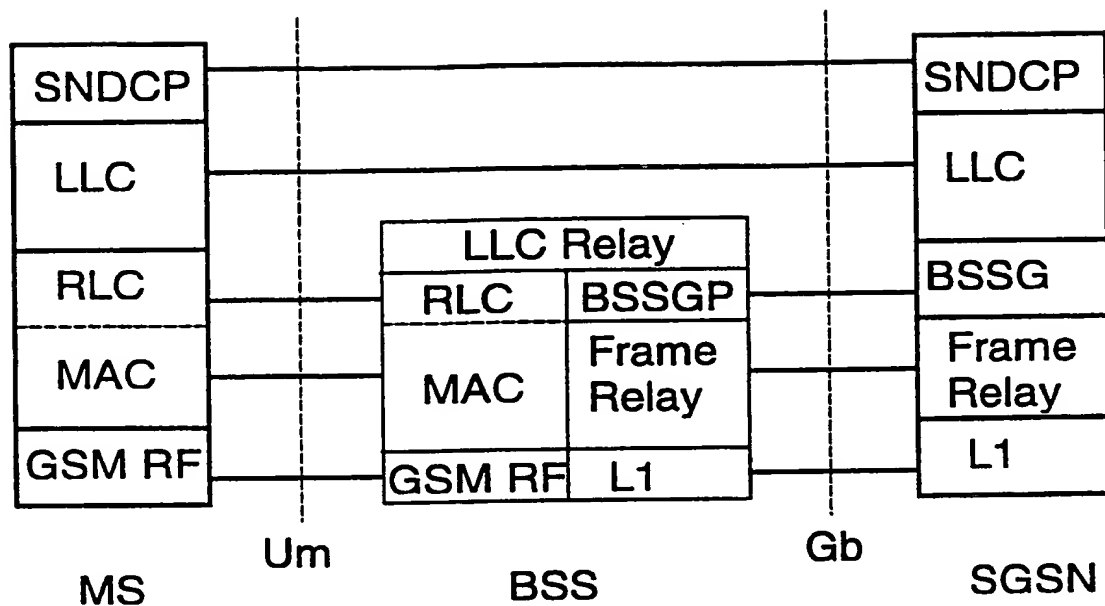 SNDCP
LLC
RLC
MAC
GSM RF
MS
Um
LLC Relay
RLC
BSSGP
MAC
Frame
Relay
GSM RF
L1
BSS
Gb
SNDCP
LLC
BSSG
Frame
Relay
L1
SGSN